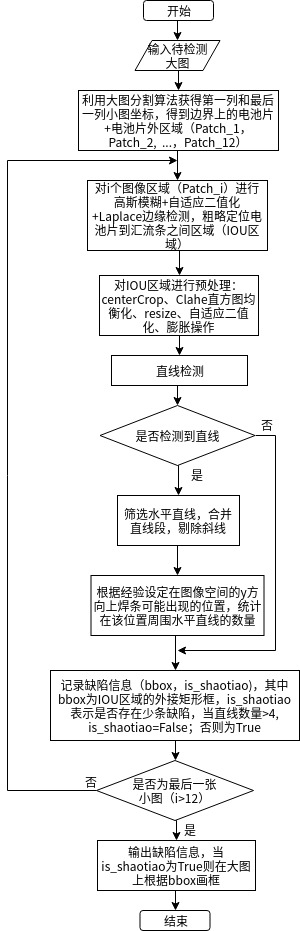 开始
输入待检测
大图
利用大图分割算法获得第一列和最后
一列小图坐标，得到边界上的电池片
+电池片外区域（Patch_1，
Patch_2, ...，Patch_12）
对i个图像区域（Patch_i）进行
高斯模糊+自适应二值化
+Laplace边缘检测，粗略定位电
池片到汇流条之间区域（IOU区
域）
对IOU区域进行预处理：
centerCrop、Clahe直方图均
衡化、resize、自适应二值
化、膨胀操作
直线检测
是否检测到直线
否
是
筛选水平直线，合并
直线段，剔除斜线
根据经验设定在图像空间的y方
向上焊条可能出现的位置，统计
在该位置周围水平直线的数量
记录缺陷信息（bbox，is_shaotiao)，其中
bbox为IOU区域的外接矩形框，is_shaotiao
表示是否存在少条缺陷，当直线数量>4,
is_shaotiao=False；否则为True
否
是否为最后一张
小图（i>12）
是
输出缺陷信息，当
is_shaotiao为True则在大图
上根据bbox画框
结束